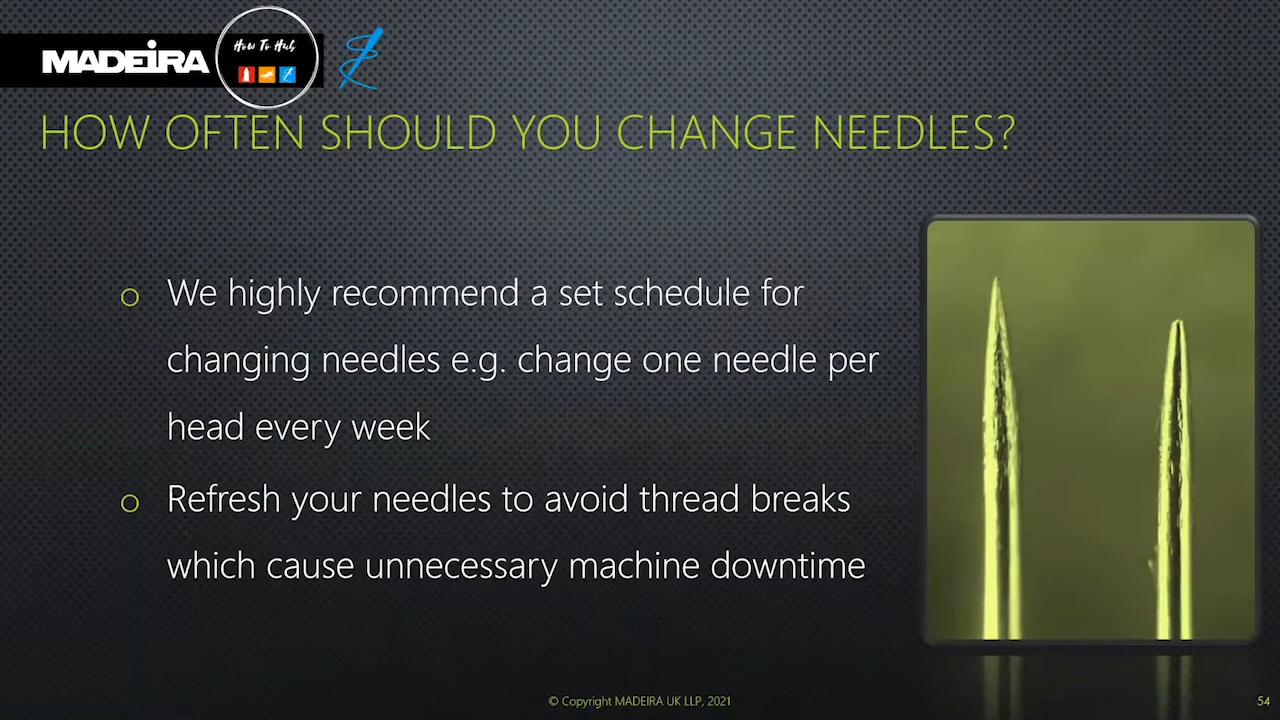 MADEIRA
How To Hub
HOW OFTEN SHOULD YOU CHANGE NEEDLES?
o We highly recommend a set schedule for
changing needles e.g. change one needle per
head every week
o Refresh your needles to avoid thread breaks
which cause unnecessary machine downtime
© Copyright MADEIRA UK LLP, 2021
54